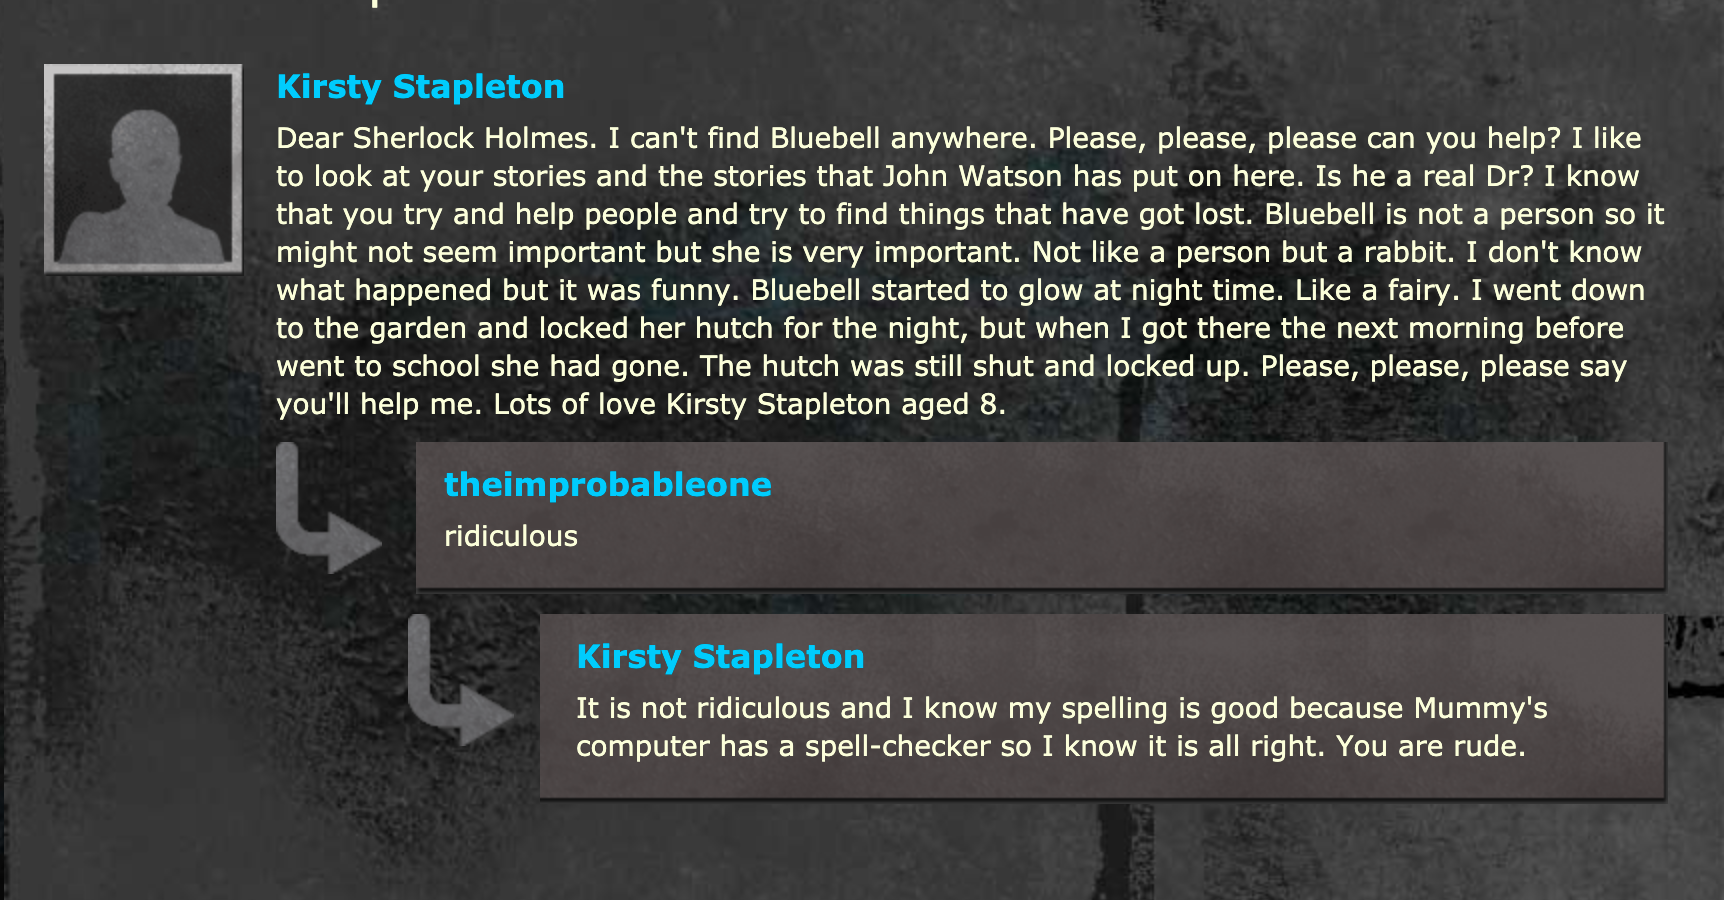 Kirsty Stapleton
Dear Sherlock Holmes. I can't find Bluebell anywhere. Please, please, please can you help? I like
to look at your stories and the stories that John Watson has put on here. Is he a real Dr? I know
that you try and help people and try to find things that have got lost. Bluebell is not a person so it
might not seem important but she is very important. Not like a person but a rabbit. I don't know
what happened but it was funny. Bluebell started to glow at night time. Like a fairy. I went down
to the garden and locked her hutch for the night, but when I got there the next morning before
went to school she had gone. The hutch was still shut and locked up. Please, please, please say
you'll help me. Lots of love Kirsty Stapleton aged 8.
theimprobableone
ridiculous
Kirsty Stapleton
It is not ridiculous and I know my spelling is good because Mummy's
computer has a spell-checker so I know it is all right. You are rude.